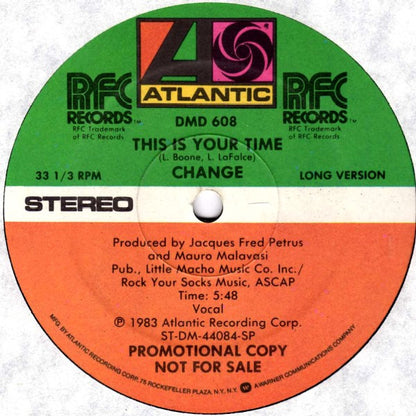 ATLANTIC
RFC
RECORDS™
RFC Trademark
of RFC Records
RFC
RECORDS™
RFC Trademark
of RFC Records
DMD 608
THIS IS YOUR TIME
(L. Boone, L. LaFalce)
33 1/3 RPM
CHANGE
LONG VERSION
STEREO
Produced by Jacques Fred Petrus
and Mauro Malavasi
Pub., Little Macho Music Co. Inc./
Rock Your Socks Music, ASCAP
Time: 5:48
Vocal
℗ 1983 Atlantic Recording Corp.
ST-DM-44084-SP
PROMOTIONAL COPY
NOT FOR SALE
MFG. BY ATLANTIC RECORDING CORP. 75 ROCKEFELLER PLAZA, N.Y., N.Y. A WARNER COMMUNICATIONS COMPANY